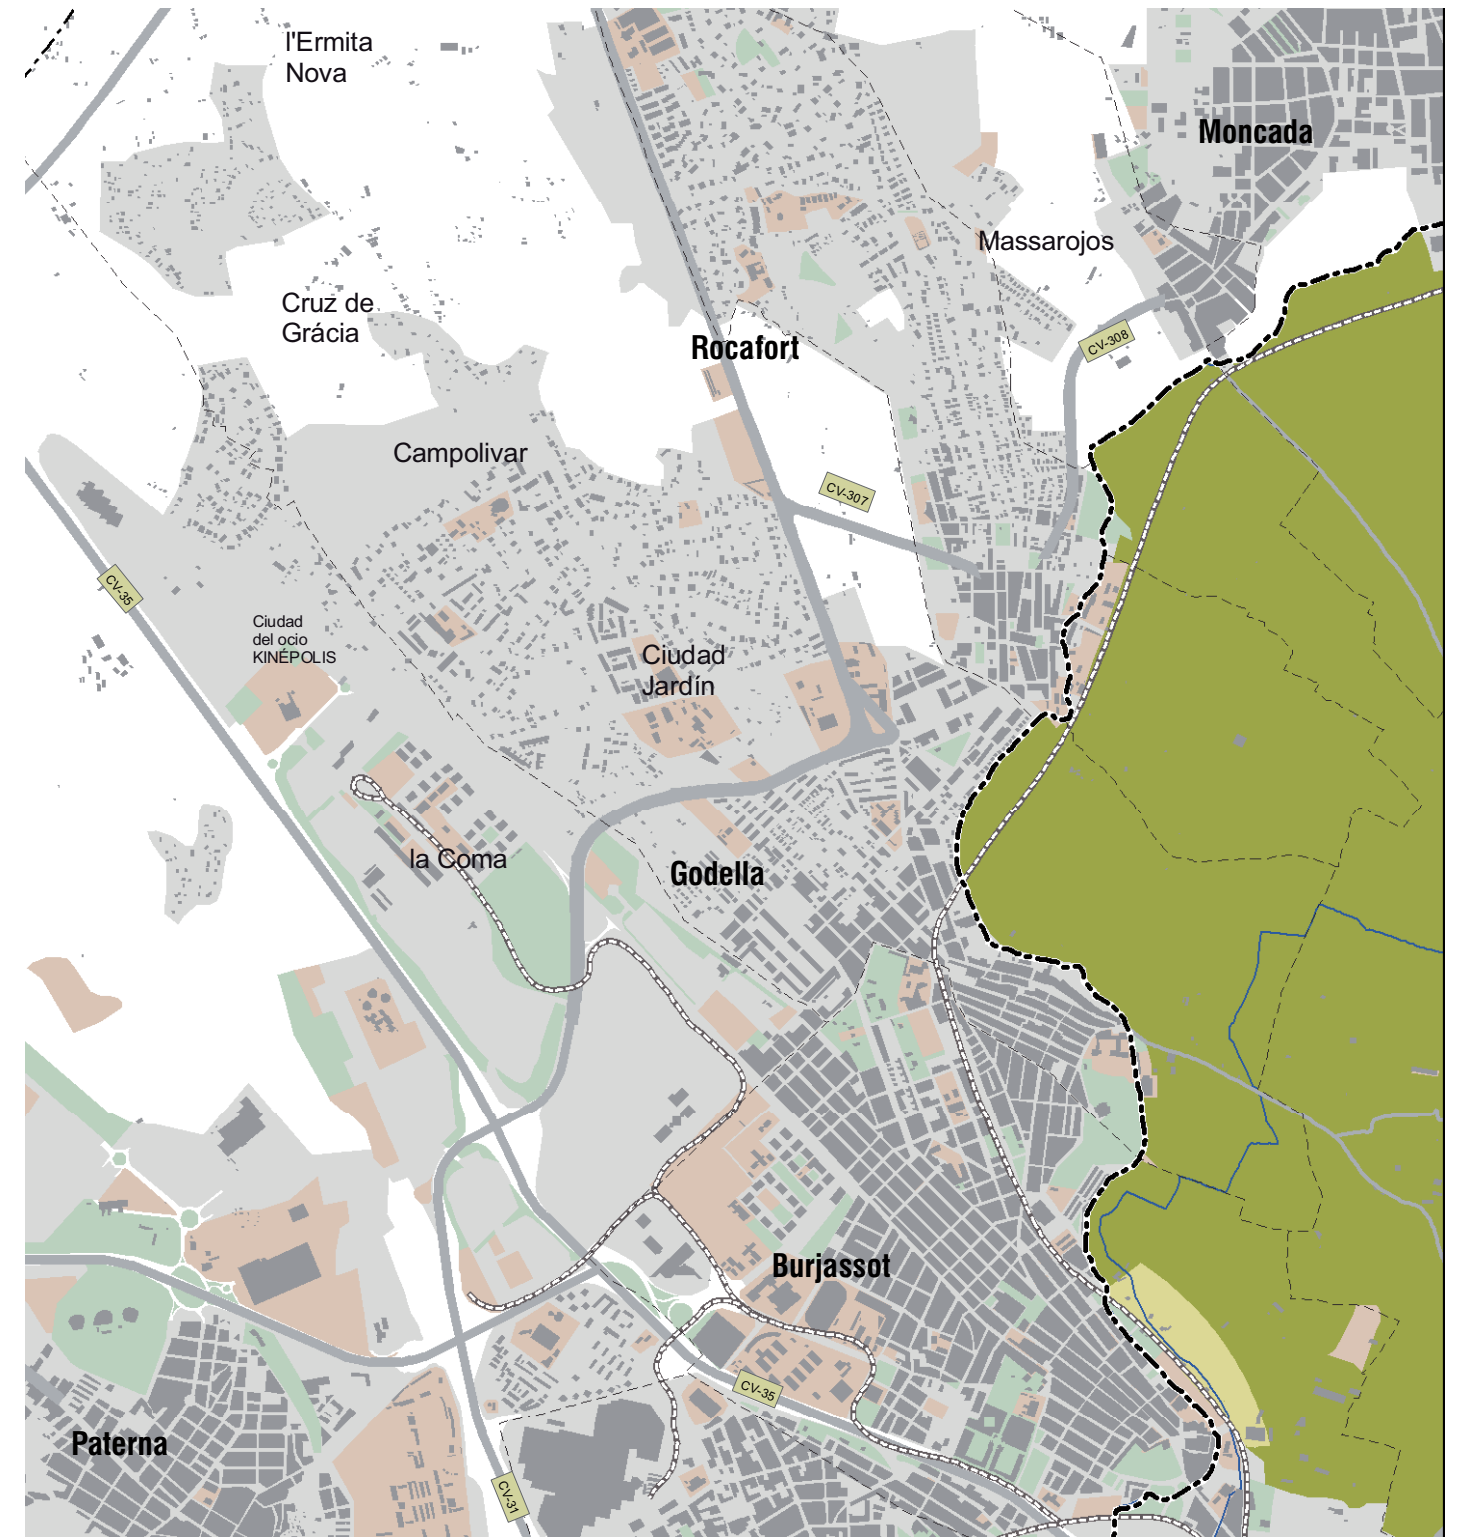 l'Ermita
Nova
Moncada
Massarojos
Cruz de
Grácia
CV-308
Rocafort
Campolivar
CV-307
CV-35
Ciudad
del ocio
KINÉPOLIS
Ciudad
Jardín
la Coma
Godella
Burjassot
CV-35
Paterna
CV-31